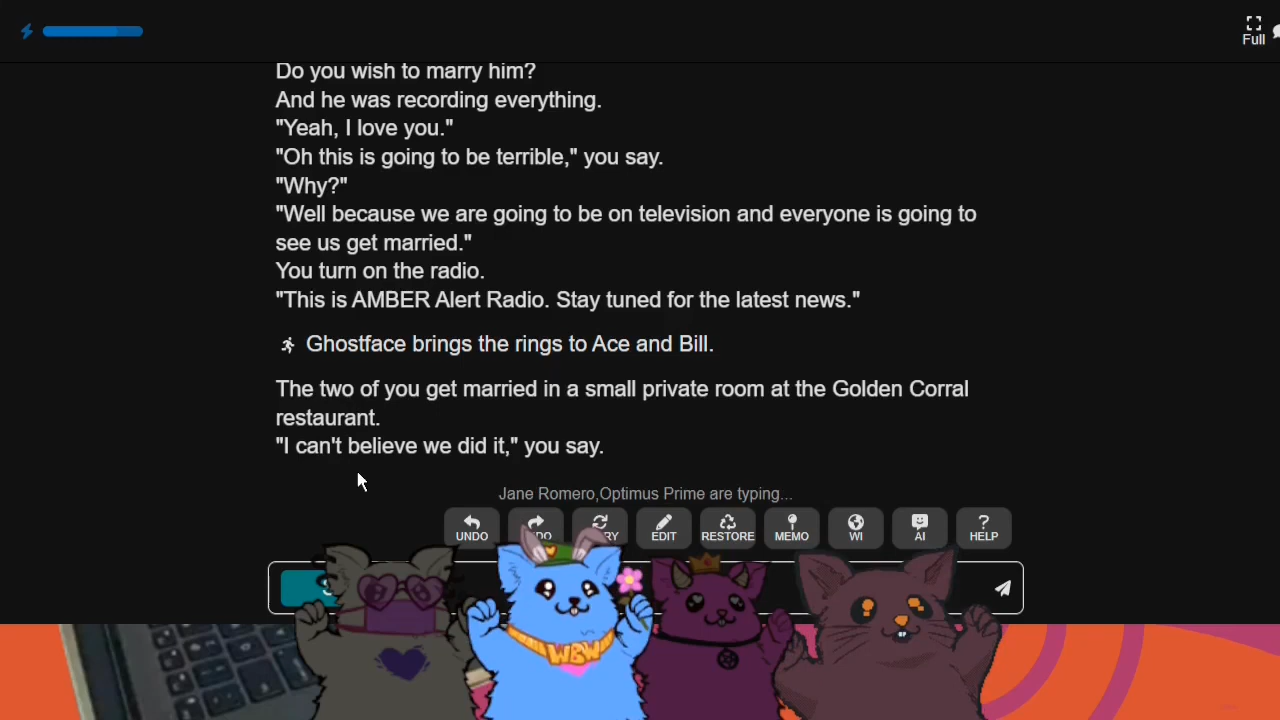 Full
Do you wish to marry him?
And he was recording everything.
"Yeah, I love you."
"Oh this is going to be terrible," you say.
"Why?"
"Well because we are going to be on television and everyone is going to
see us get married."
You turn on the radio.
"This is AMBER Alert Radio. Stay tuned for the latest news."
Ghostface brings the rings to Ace and Bill.
The two of you get married in a small private room at the Golden Corral
restaurant.
"I can't believe we did it," you say.
Jane Romero,Optimus Prime are typing...
UNDO EDIT RESTORE MEMO WI AI HELP
WBW